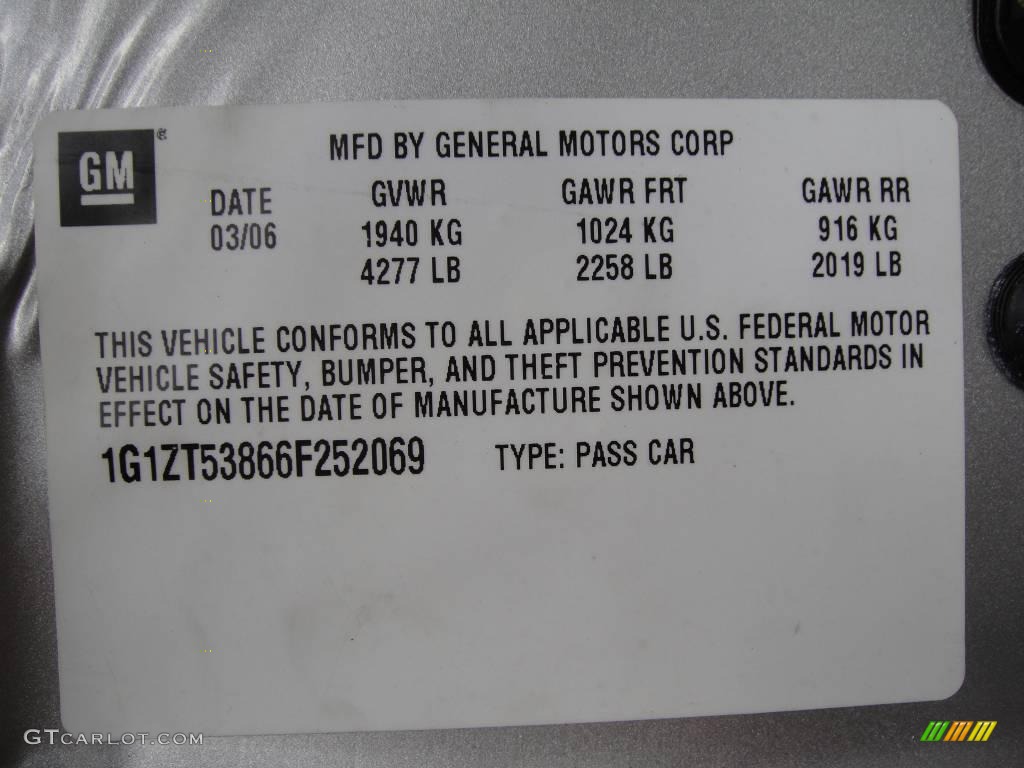 GM ®
MFD BY GENERAL MOTORS CORP
DATE GVWR GAWR FRT GAWR RR
03/06 1940 KG 1024 KG 916 KG
4277 LB 2258 LB 2019 LB
THIS VEHICLE CONFORMS TO ALL APPLICABLE U.S. FEDERAL MOTOR
VEHICLE SAFETY, BUMPER, AND THEFT PREVENTION STANDARDS IN
EFFECT ON THE DATE OF MANUFACTURE SHOWN ABOVE.
1G1ZT53866F252069 TYPE: PASS CAR
GTCARLOT.COM